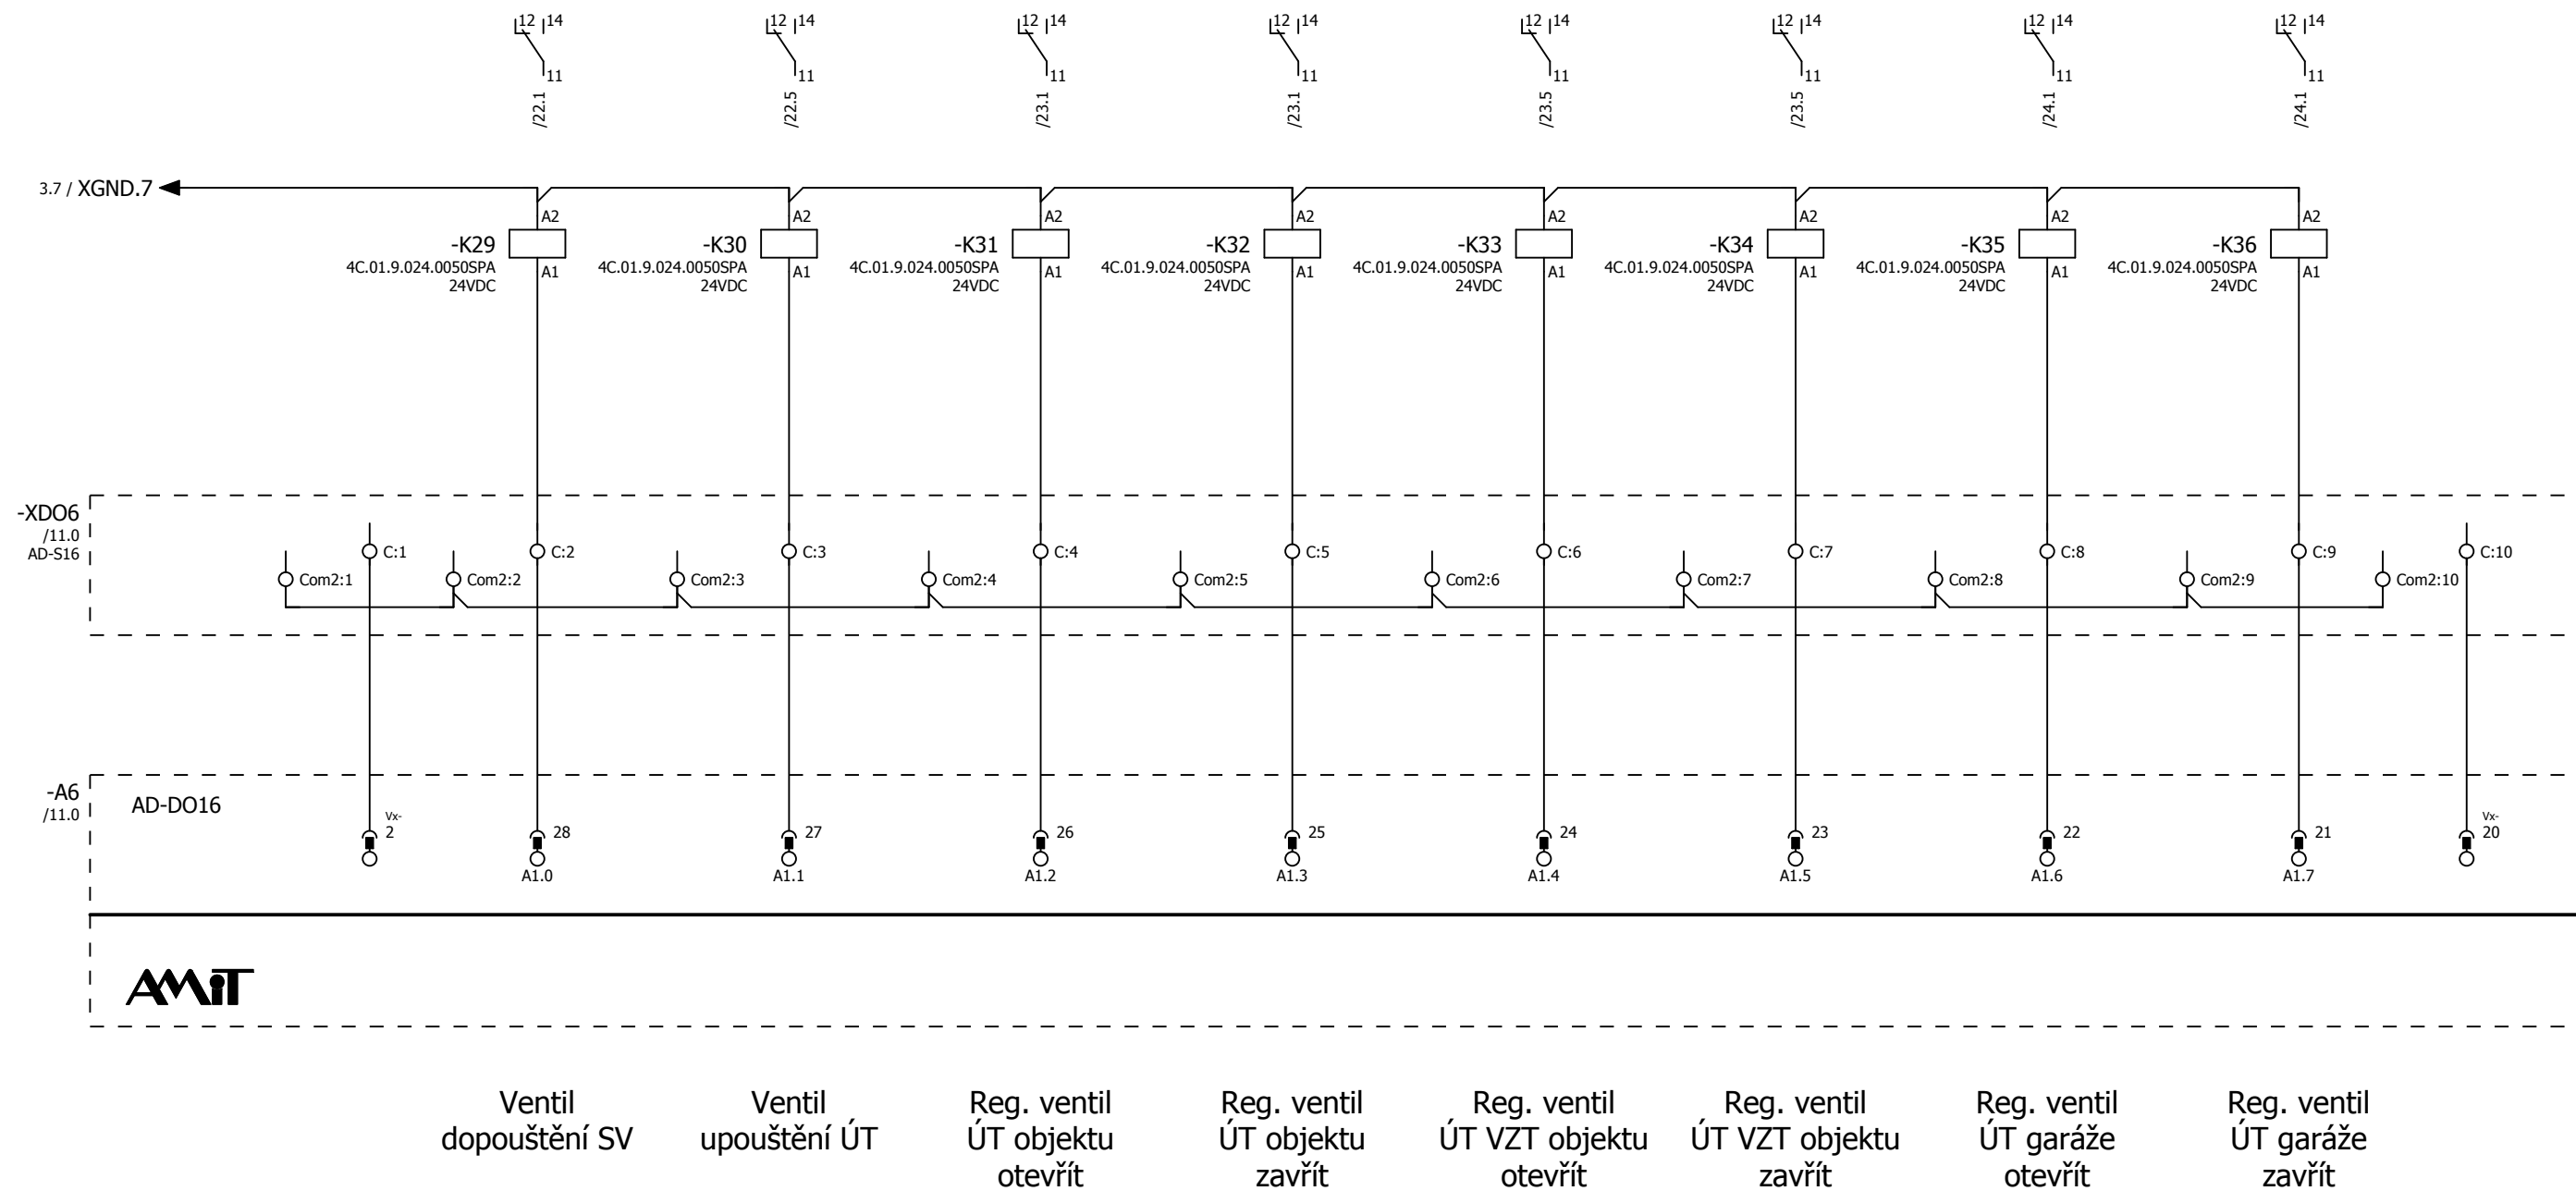 12 14 12 14 12 14 12 14 12 14 12 14 12 14 12 14
11 11 11 11 11 11 11 11
/22.1 /22.5 /23.1 /23.1 /23.5 /23.5 /24.1 /24.1
3.7 / XGND.7
A2 A2 A2 A2 A2 A2 A2 A2
-K29 -K30 -K31 -K32 -K33 -K34 -K35 -K36
4C.01.9.024.0050SPA A1 4C.01.9.024.0050SPA A1 4C.01.9.024.0050SPA A1 4C.01.9.024.0050SPA A1 4C.01.9.024.0050SPA A1 4C.01.9.024.0050SPA A1 4C.01.9.024.0050SPA A1 4C.01.9.024.0050SPA A1
24VDC 24VDC 24VDC 24VDC 24VDC 24VDC 24VDC 24VDC
-XDO6
/11.0
AD-S16
C:1 C:2 C:3 C:4 C:5 C:6 C:7 C:8 C:9 C:10
Com2:1 Com2:2 Com2:3 Com2:4 Com2:5 Com2:6 Com2:7 Com2:8 Com2:9 Com2:10
-A6
/11.0
AD-DO16
Vx- Vx-
2 28 27 26 25 24 23 22 21 20
A1.0 A1.1 A1.2 A1.3 A1.4 A1.5 A1.6 A1.7
AMiT
Ventil
dopouštění SV
Ventil
upouštění ÚT
Reg. ventil
ÚT objektu
otevřít
Reg. ventil
ÚT objektu
zavřít
Reg. ventil
ÚT VZT objektu
otevřít
Reg. ventil
ÚT VZT objektu
zavřít
Reg. ventil
ÚT garáže
otevřít
Reg. ventil
ÚT garáže
zavřít